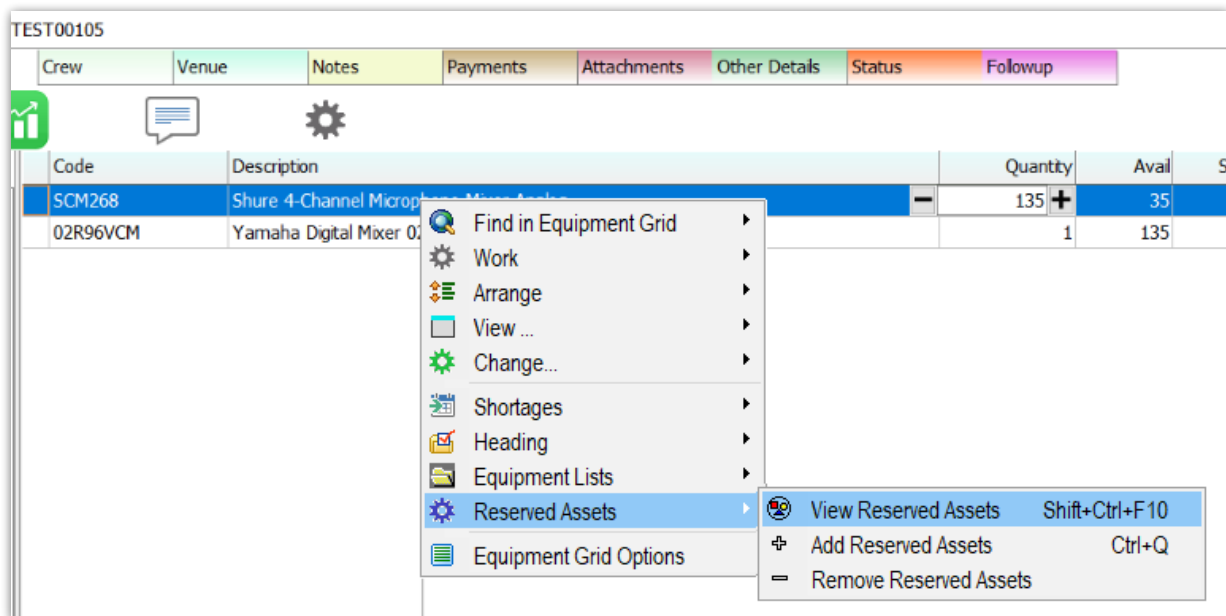 TEST00105
Crew Venue Notes Payments Attachments Other Details Status Followup
Code Description Quantity Avail S
SCM268 Shure 4-Channel Microphone Mixer Analog 135 35
02R96VCM Yamaha Digital Mixer 1 135
Find in Equipment Grid
Work
Arrange
View ...
Change...
Shortages
Heading
Equipment Lists
Reserved Assets
View Reserved Assets Shift+Ctrl+F10
Add Reserved Assets Ctrl+Q
Remove Reserved Assets
Equipment Grid Options